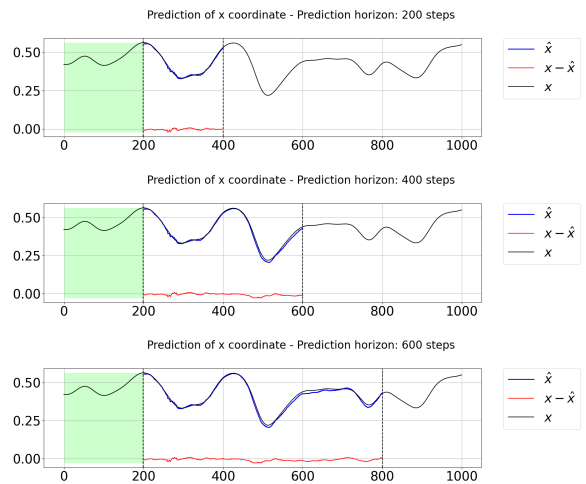 Prediction of x coordinate - Prediction horizon: 200 steps
0.50
0.25
0.00
0 200 400 600 800 1000
x̂
x − x̂
x
Prediction of x coordinate - Prediction horizon: 400 steps
0.50
0.25
0.00
0 200 400 600 800 1000
x̂
x − x̂
x
Prediction of x coordinate - Prediction horizon: 600 steps
0.50
0.25
0.00
0 200 400 600 800 1000
x̂
x − x̂
x